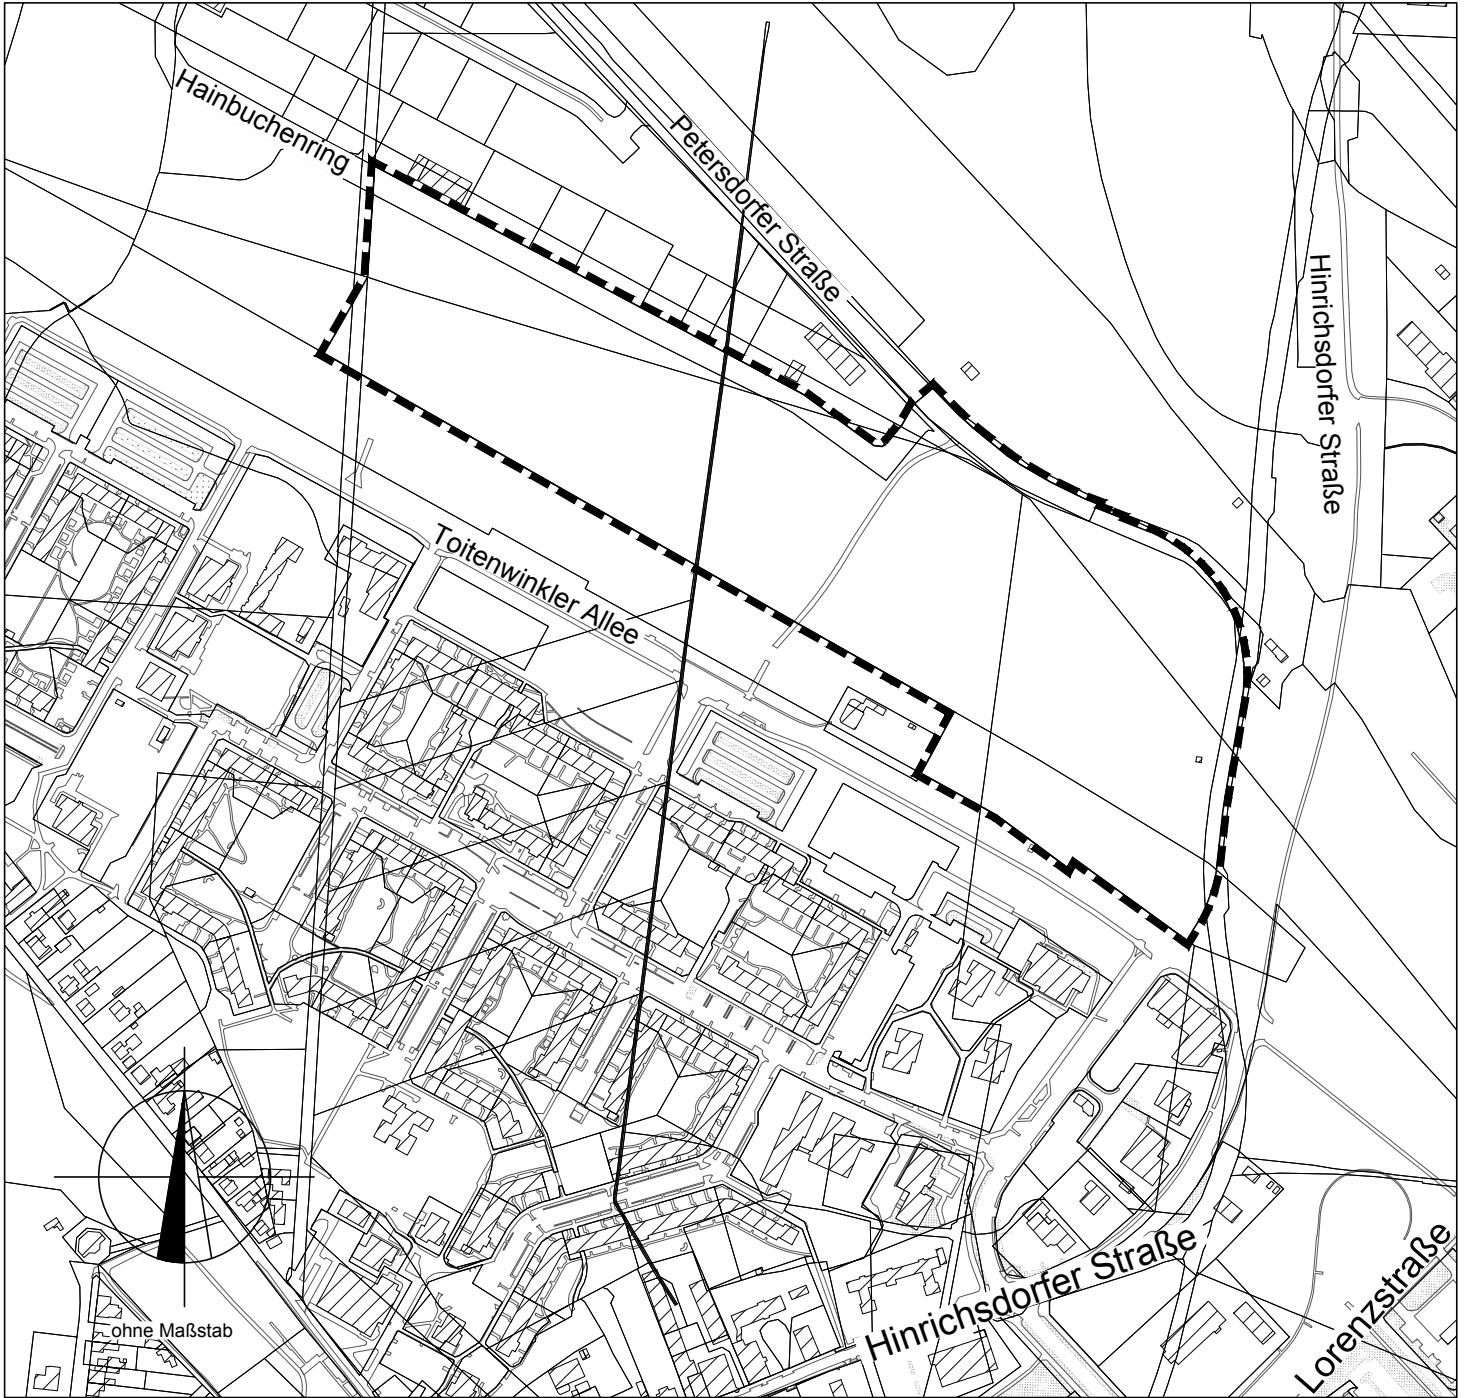 Hainbuchenring
Petersdorfer Straße
Hinrichsdorfer Straße
Toitenwinkler Allee
Hinrichsdorfer Straße
Lorenzstraße
ohne Maßstab